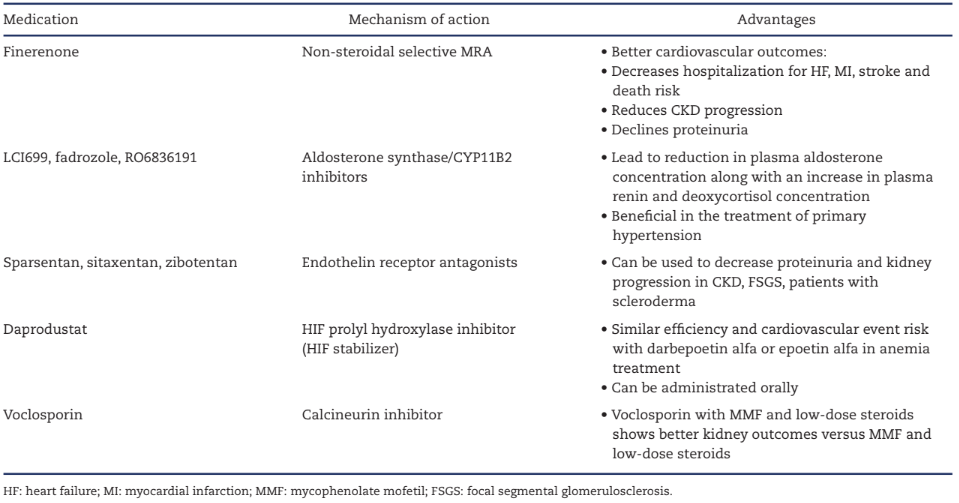 Medication Mechanism of action Advantages
Finerenone Non-steroidal selective MRA • Better cardiovascular outcomes:
• Decreases hospitalization for HF, MI, stroke and
death risk
• Reduces CKD progression
• Declines proteinuria
LCI699, fadrozole, RO6836191 Aldosterone synthase/CYP11B2 • Lead to reduction in plasma aldosterone
inhibitors concentration along with an increase in plasma
renin and deoxycortisol concentration
• Beneficial in the treatment of primary
hypertension
Sparsentan, sitaxentan, zibotentan Endothelin receptor antagonists • Can be used to decrease proteinuria and kidney
progression in CKD, FSGS, patients with
scleroderma
Daprodustat HIF prolyl hydroxylase inhibitor • Similar efficiency and cardiovascular event risk
(HIF stabilizer) with darbepoetin alfa or epoetin alfa in anemia
treatment
• Can be administrated orally
Voclosporin Calcineurin inhibitor • Voclosporin with MMF and low-dose steroids
shows better kidney outcomes versus MMF and
low-dose steroids
HF: heart failure; MI: myocardial infarction; MMF: mycophenolate mofetil; FSGS: focal segmental glomerulosclerosis.